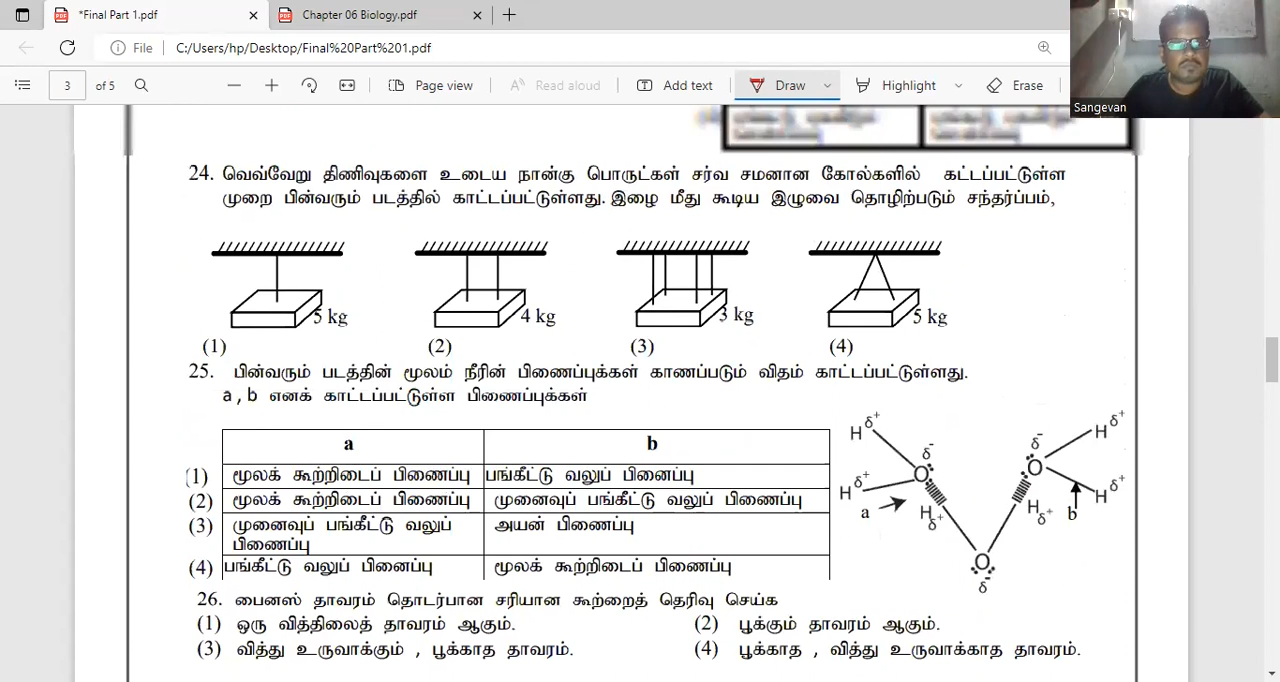 *Final Part 1.pdf
Chapter 06 Biology.pdf
File C:/Users/hp/Desktop/Final%20Part%201.pdf
3 of 5 Page view Read aloud Add text Draw Highlight Erase
Sangevan
24. வெவ்வேறு திணிவுகளை உடைய நான்கு பொருட்கள் சர்வ சமனான கோல்களில் கட்டப்பட்டுள்ள
முறை பின்வரும் படத்தில் காட்டப்பட்டுள்ளது. இழை மீது கூடிய இழுவை தொழிற்படும் சந்தர்ப்பம்,
5 kg 4 kg 3 kg 5 kg
(1) (2) (3) (4)
25. பின்வரும் படத்தின் மூலம் நீரின் பிணைப்புக்கள் காணப்படும் விதம் காட்டப்பட்டுள்ளது.
a , b எனக் காட்டப்பட்டுள்ள பிணைப்புக்கள்
a b
(1) மூலக் கூற்றிடைப் பிணைப்பு பங்கீட்டு வலுப் பினைப்பு
(2) மூலக் கூற்றிடைப் பிணைப்பு முனைவுப் பங்கீட்டு வலுப் பிணைப்பு
(3) முனைவுப் பங்கீட்டு வலுப் அயன் பிணைப்பு
பிணைப்பு
(4) பங்கீட்டு வலுப் பினைப்பு மூலக் கூற்றிடைப் பிணைப்பு
H δ+ δ- δ- H δ+
O O
H δ+ H δ+
a H δ+ H δ+ b
O
δ-
26. பைனஸ் தாவரம் தொடர்பான சரியான கூற்றைத் தெரிவு செய்க
(1) ஒரு வித்திலைத் தாவரம் ஆகும். (2) பூக்கும் தாவரம் ஆகும்.
(3) வித்து உருவாக்கும் , பூக்காத தாவரம். (4) பூக்காத , வித்து உருவாக்காத தாவரம்.